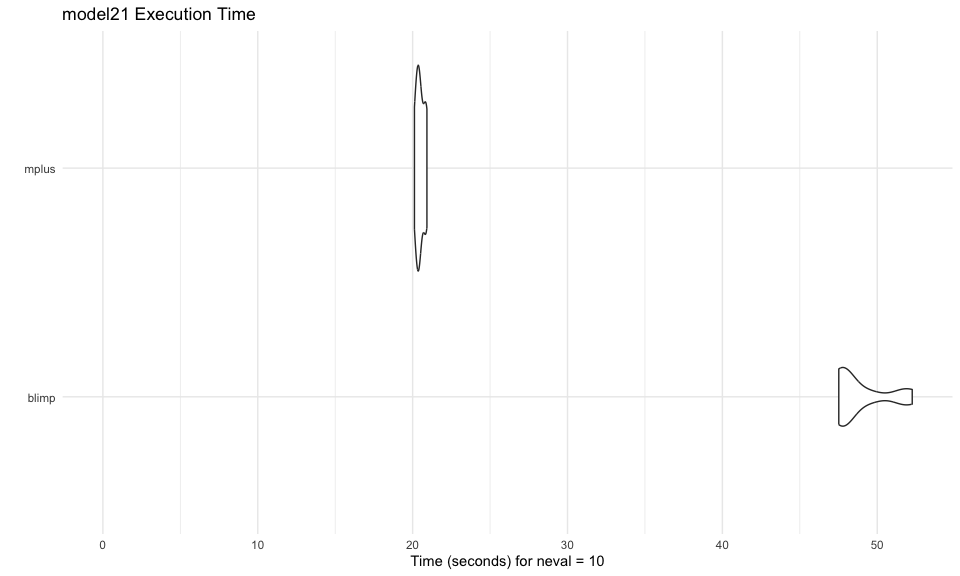 model21 Execution Time
mplus
blimp
0 10 20 30 40 50
Time (seconds) for neval = 10